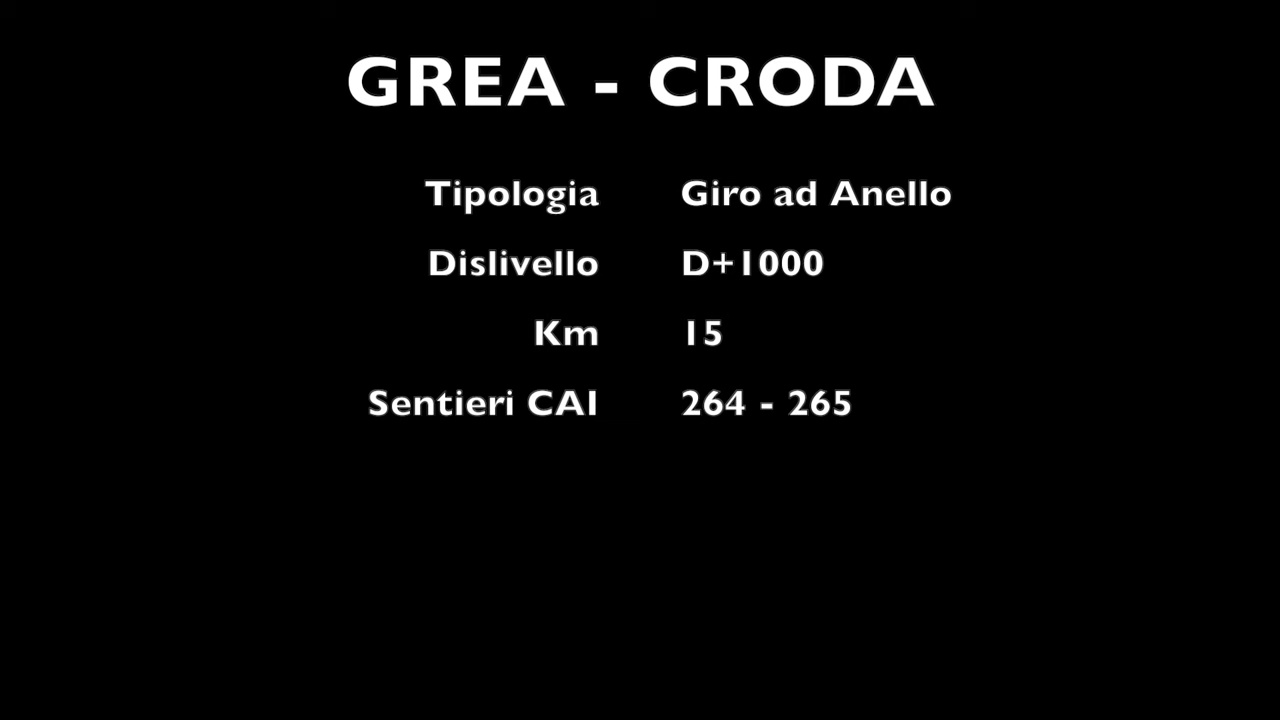 GREA - CRODA
Tipologia Giro ad Anello
Dislivello D+1000
Km 15
Sentieri CAI 264 - 265